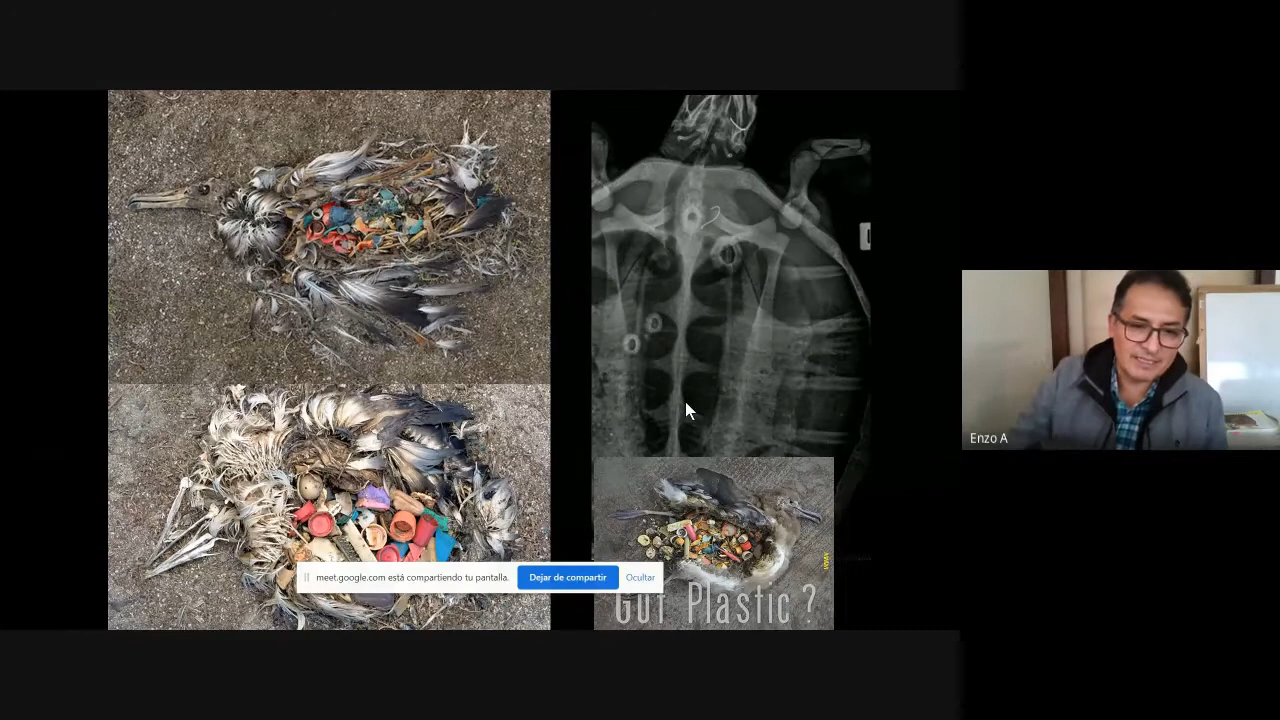 meet.google.com está compartiendo tu pantalla.
Dejar de compartir
Ocultar
Got Plastic ?
Enzo A